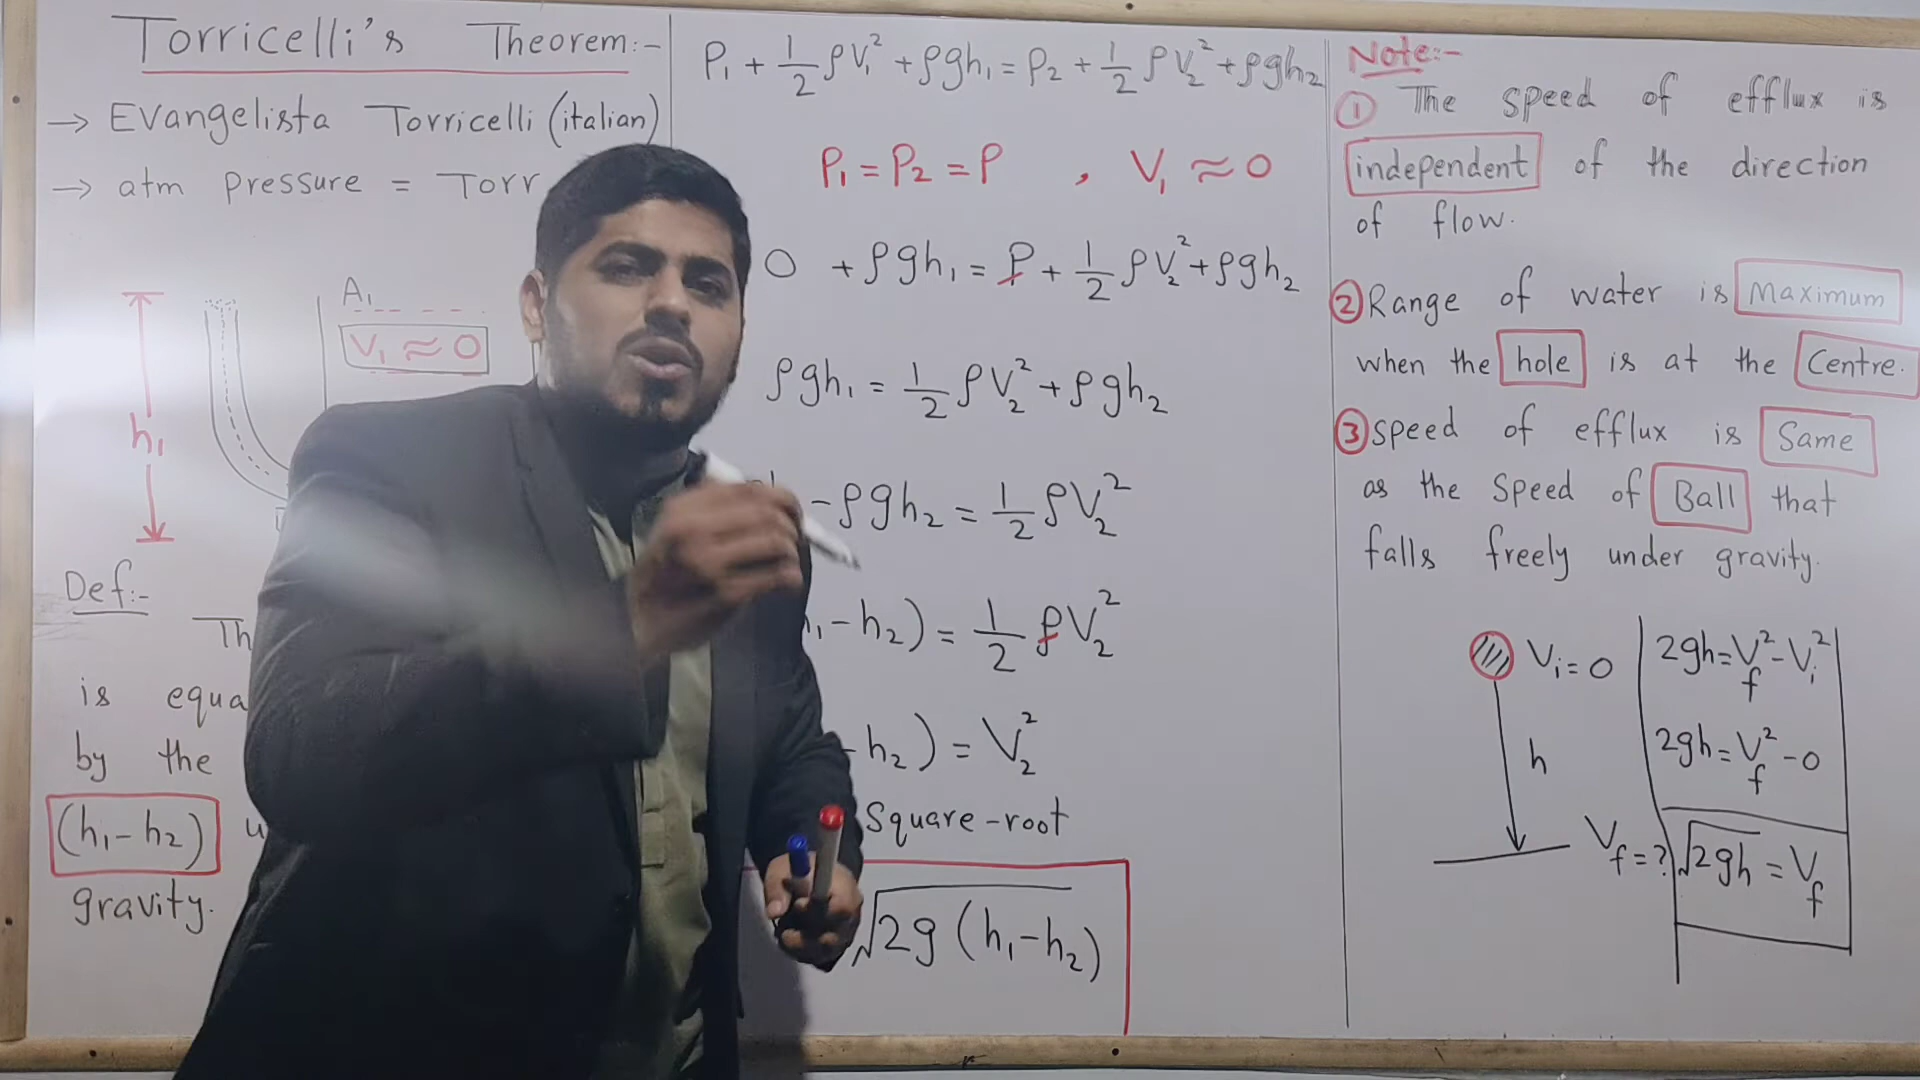 Torricelli's Theorem:-
→ Evangelista Torricelli (italian)
→ atm pressure = Torr
h₁
A₁
V₁ ≈ 0
Def:-
is
by the
(h₁-h₂)
gravity.
P₁ + 1/2 ρV₁² + ρgh₁ = P₂ + 1/2 ρV₂² + ρgh₂
P₁ = P₂ = P , V₁ ≈ 0
0 + ρgh₁ = P + 1/2 ρV₂² + ρgh₂
ρgh₁ = 1/2 ρV₂² + ρgh₂
- ρgh₂ = 1/2 ρV₂²
₁-h₂) = 1/2 ρV₂²
-h₂) = V₂²
Square-root
√2g (h₁-h₂)
Note:-
① The speed of efflux is
independent of the direction
of flow.
② Range of water is Maximum
when the hole is at the Centre.
③ speed of efflux is Same
as the speed of Ball that
falls freely under gravity.
Vi = 0
h
Vf = ?
2gh = Vf² - Vi²
2gh = Vf² - 0
√2gh = Vf